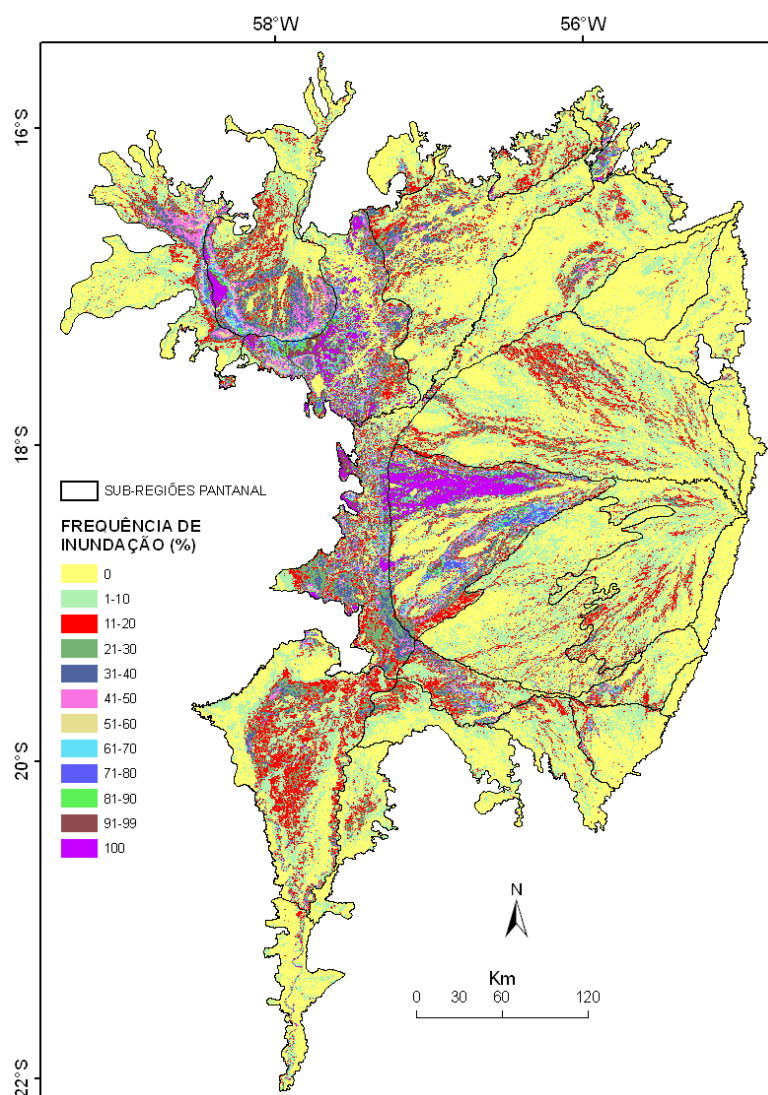 58°W 56°W
16°S
18°S
SUB-REGIÕES PANTANAL
FREQUÊNCIA DE
INUNDAÇÃO (%)
0
1-10
11-20
21-30
31-40
41-50
51-60
61-70
71-80
81-90
91-99
100
20°S
N
Km
0 30 60 120
22°S